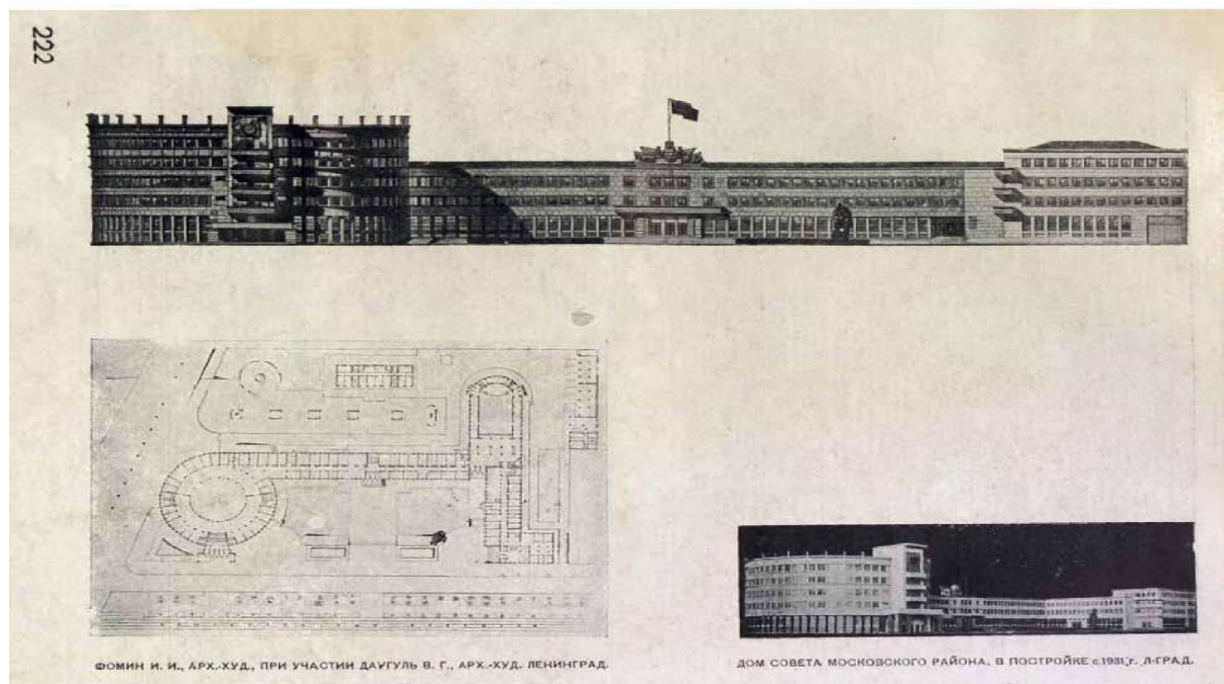 222
ФОМИН И. И., АРХ.-ХУД., ПРИ УЧАСТИИ ДАУГУЛЬ В. Г., АРХ.-ХУД. ЛЕНИНГРАД.
ДОМ СОВЕТА МОСКОВСКОГО РАЙОНА. В ПОСТРОЙКЕ с 1931 г. Л-ГРАД.